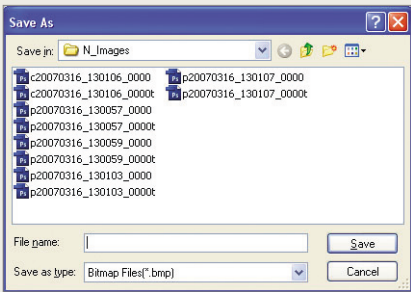 Save As
Save in: N_Images
c20070316_130106_0000
c20070316_130106_0000t
p20070316_130057_0000
p20070316_130057_0000t
p20070316_130059_0000
p20070316_130059_0000t
p20070316_130103_0000
p20070316_130103_0000t
p20070316_130107_0000
p20070316_130107_0000t
File name:
Save
Save as type: Bitmap Files(*.bmp)
Cancel